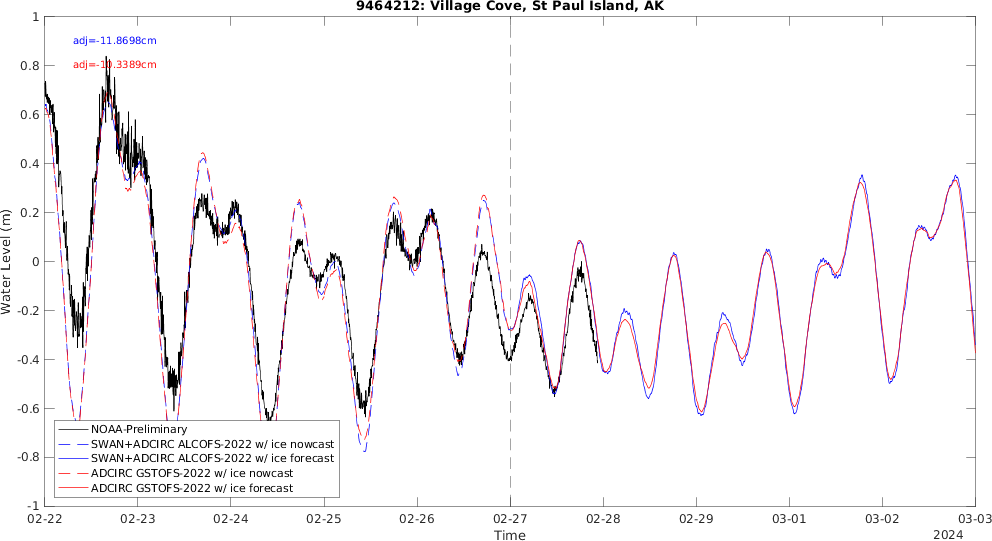 9464212: Village Cove, St Paul Island, AK
1
0.8
0.6
0.4
0.2
0
-0.2
-0.4
-0.6
-0.8
-1
Water Level (m)
adj=-11.8698cm
adj=-10.3389cm
NOAA-Preliminary
SWAN+ADCIRC ALCOFS-2022 w/ ice nowcast
SWAN+ADCIRC ALCOFS-2022 w/ ice forecast
ADCIRC GSTOFS-2022 w/ ice nowcast
ADCIRC GSTOFS-2022 w/ ice forecast
02-22 02-23 02-24 02-25 02-26 02-27 02-28 02-29 03-01 03-02 03-03
Time
2024